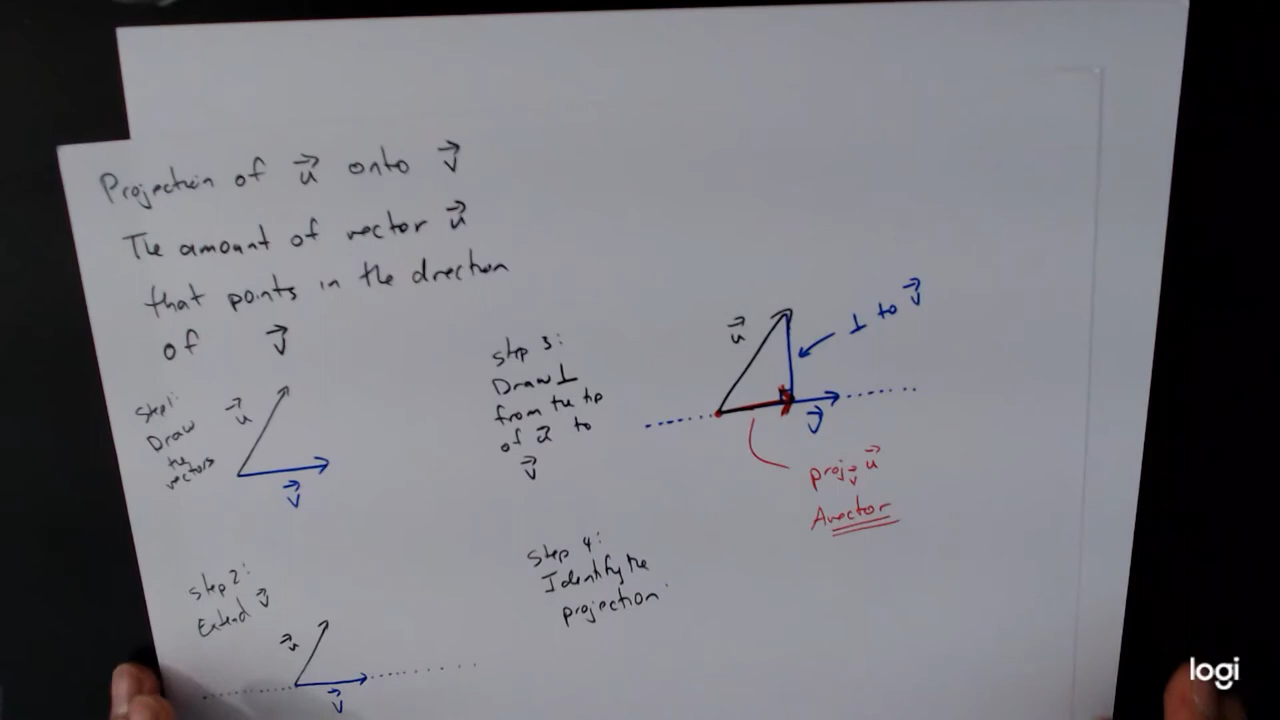 Projection of u⃗ onto v⃗
The amount of vector u⃗
that points in the direction
of v⃗
Step 1:
Draw
the
vectors
u⃗
v⃗
Step 2:
Extend v⃗
u⃗
v⃗
Step 3:
Draw ⊥
from the tip
of u⃗ to
v⃗
u⃗
⊥ to v⃗
v⃗
proj_v⃗ u⃗
A vector
Step 4:
Identify the
projection
logi